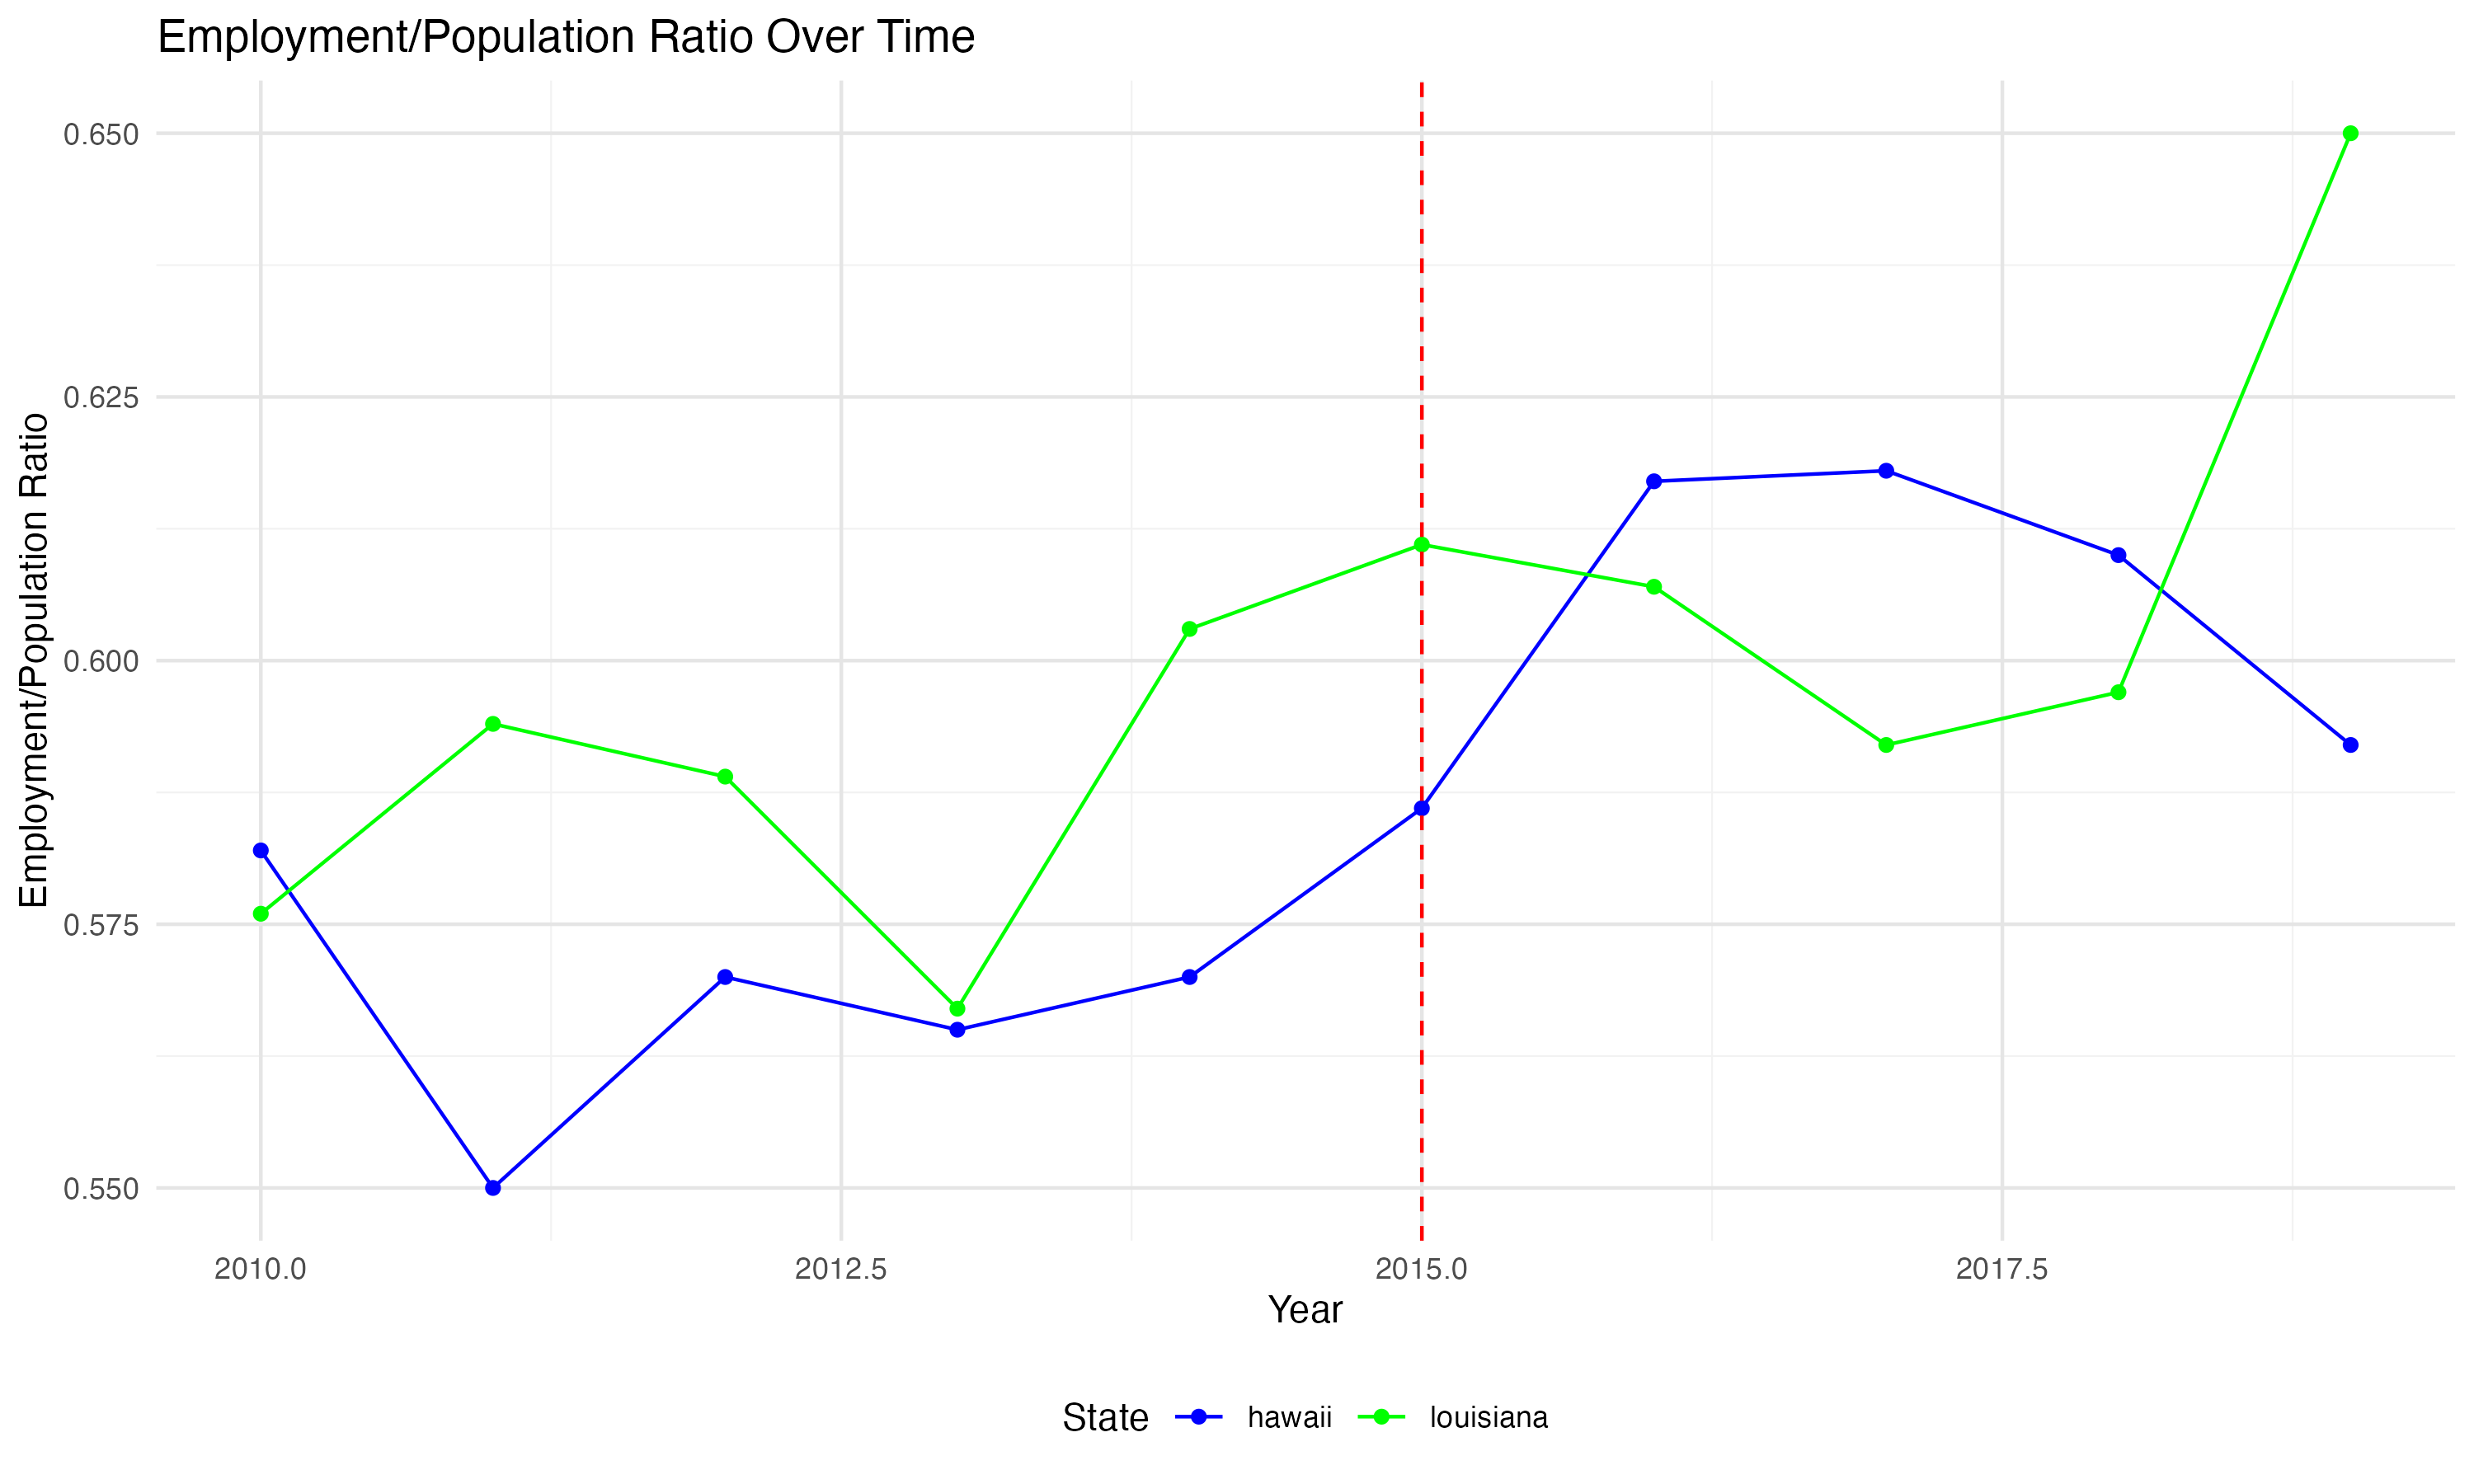 Employment/Population Ratio Over Time
Employment/Population Ratio
0.650
0.625
0.600
0.575
0.550
2010.0 2012.5 2015.0 2017.5
Year
State hawaii louisiana